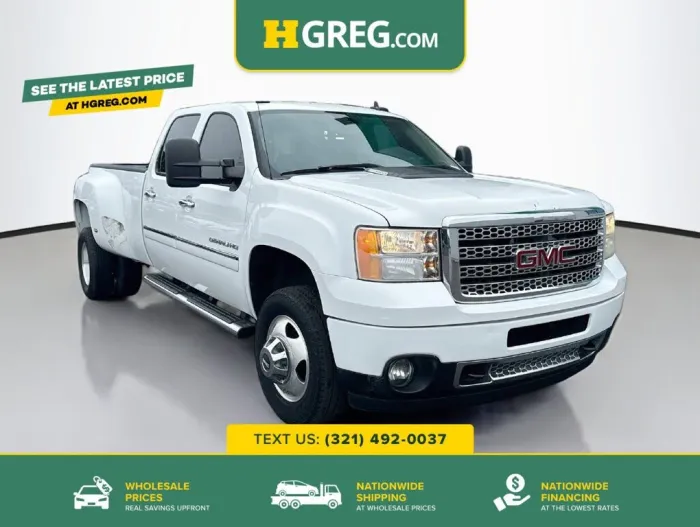 HGREG.COM
SEE THE LATEST PRICE
AT HGREG.COM
GMC
TEXT US: (321) 492-0037
WHOLESALE
PRICES
REAL SAVINGS UPFRONT
NATIONWIDE
SHIPPING
AT WHOLESALE PRICES
NATIONWIDE
FINANCING
AT THE LOWEST RATES